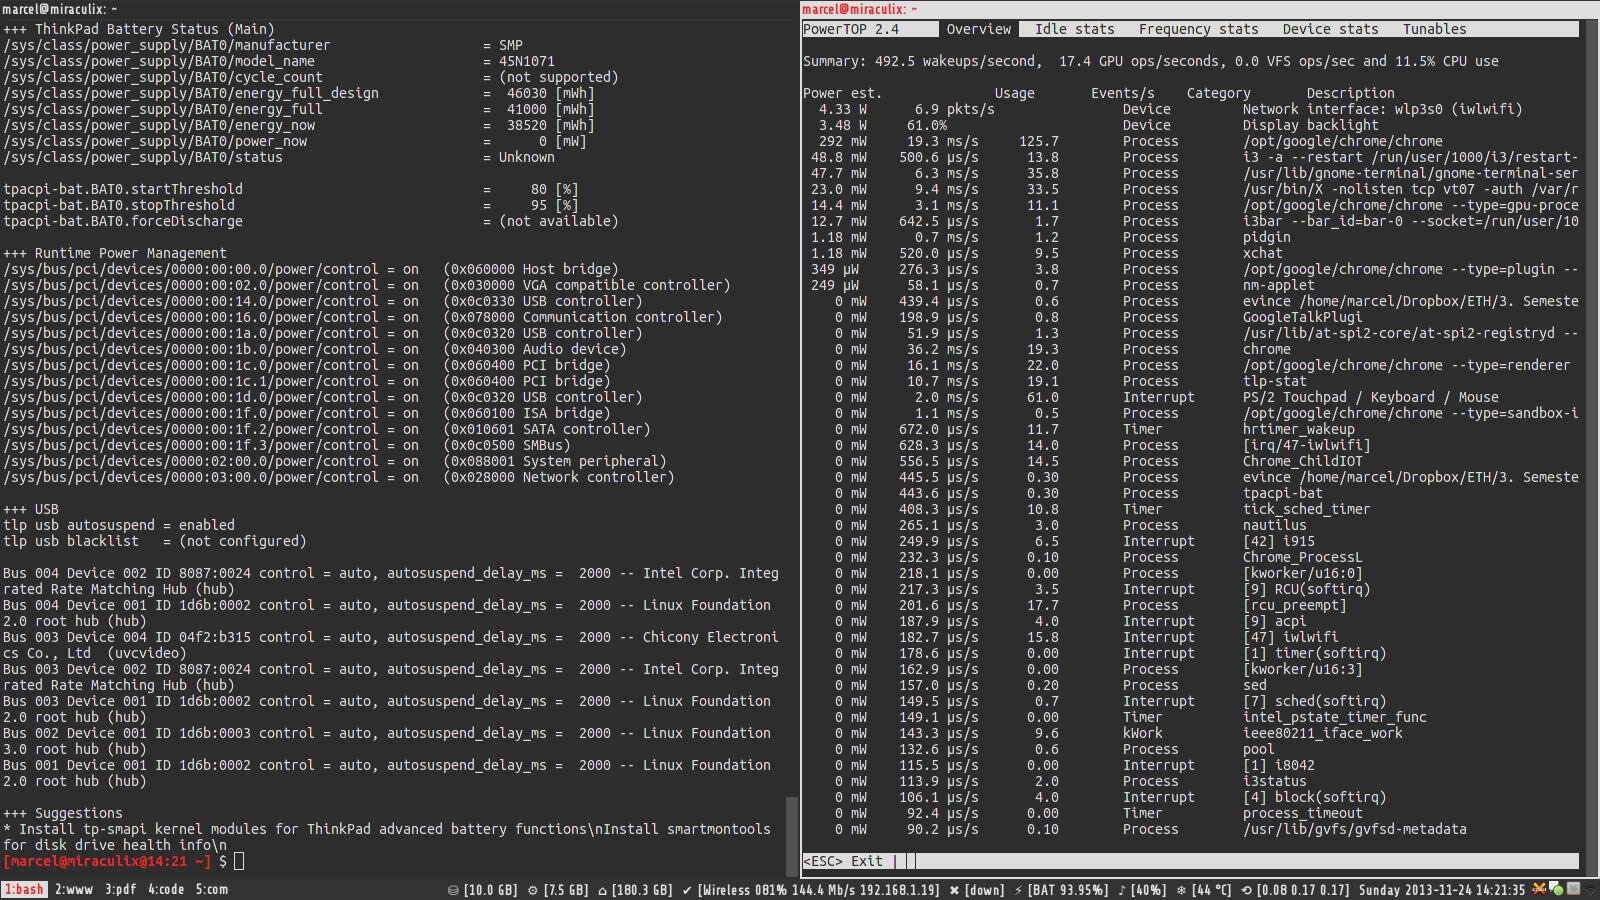 marcel@miraculix: ~
+++ ThinkPad Battery Status (Main)
/sys/class/power_supply/BAT0/manufacturer = SMP
/sys/class/power_supply/BAT0/model_name = 45N1071
/sys/class/power_supply/BAT0/cycle_count = (not supported)
/sys/class/power_supply/BAT0/energy_full_design = 46030 [mWh]
/sys/class/power_supply/BAT0/energy_full = 41000 [mWh]
/sys/class/power_supply/BAT0/energy_now = 38520 [mWh]
/sys/class/power_supply/BAT0/power_now = 0 [mW]
/sys/class/power_supply/BAT0/status = Unknown
tpacpi-bat.BAT0.startThreshold = 80 [%]
tpacpi-bat.BAT0.stopThreshold = 95 [%]
tpacpi-bat.BAT0.forceDischarge = (not available)
+++ Runtime Power Management
/sys/bus/pci/devices/0000:00:00.0/power/control = on (0x060000 Host bridge)
/sys/bus/pci/devices/0000:00:02.0/power/control = on (0x030000 VGA compatible controller)
/sys/bus/pci/devices/0000:00:14.0/power/control = on (0x0c0330 USB controller)
/sys/bus/pci/devices/0000:00:16.0/power/control = on (0x078000 Communication controller)
/sys/bus/pci/devices/0000:00:1a.0/power/control = on (0x0c0320 USB controller)
/sys/bus/pci/devices/0000:00:1b.0/power/control = on (0x040300 Audio device)
/sys/bus/pci/devices/0000:00:1c.0/power/control = on (0x060400 PCI bridge)
/sys/bus/pci/devices/0000:00:1c.1/power/control = on (0x060400 PCI bridge)
/sys/bus/pci/devices/0000:00:1d.0/power/control = on (0x0c0320 USB controller)
/sys/bus/pci/devices/0000:00:1f.0/power/control = on (0x060100 ISA bridge)
/sys/bus/pci/devices/0000:00:1f.2/power/control = on (0x010601 SATA controller)
/sys/bus/pci/devices/0000:00:1f.3/power/control = on (0x0c0500 SMBus)
/sys/bus/pci/devices/0000:02:00.0/power/control = on (0x088001 System peripheral)
/sys/bus/pci/devices/0000:03:00.0/power/control = on (0x028000 Network controller)
+++ USB
tlp usb autosuspend = enabled
tlp usb blacklist = (not configured)
Bus 004 Device 002 ID 8087:0024 control = auto, autosuspend_delay_ms = 2000 -- Intel Corp. Integ
rated Rate Matching Hub (hub)
Bus 004 Device 001 ID 1d6b:0002 control = auto, autosuspend_delay_ms = 2000 -- Linux Foundation
2.0 root hub (hub)
Bus 003 Device 004 ID 04f2:b315 control = auto, autosuspend_delay_ms = 2000 -- Chicony Electroni
cs Co., Ltd (uvcvideo)
Bus 003 Device 002 ID 8087:0024 control = auto, autosuspend_delay_ms = 2000 -- Intel Corp. Integ
rated Rate Matching Hub (hub)
Bus 003 Device 001 ID 1d6b:0002 control = auto, autosuspend_delay_ms = 2000 -- Linux Foundation
2.0 root hub (hub)
Bus 002 Device 001 ID 1d6b:0003 control = auto, autosuspend_delay_ms = 2000 -- Linux Foundation
3.0 root hub (hub)
Bus 001 Device 001 ID 1d6b:0002 control = auto, autosuspend_delay_ms = 2000 -- Linux Foundation
2.0 root hub (hub)
+++ Suggestions
* Install tp-smapi kernel modules for ThinkPad advanced battery functions\nInstall smartmontools
for disk drive health info\n
[marcel@miraculix@14:21 ~] $
marcel@miraculix: ~
PowerTOP 2.4 Overview Idle stats Frequency stats Device stats Tunables
Summary: 492.5 wakeups/second, 17.4 GPU ops/seconds, 0.0 VFS ops/sec and 11.5% CPU use
Power est. Usage Events/s Category Description
4.33 W 6.9 pkts/s Device Network interface: wlp3s0 (iwlwifi)
3.48 W 61.0% Device Display backlight
292 mW 19.3 ms/s 125.7 Process /opt/google/chrome/chrome
48.8 mW 500.6 µs/s 13.8 Process i3 -a --restart /run/user/1000/i3/restart-
47.7 mW 6.3 ms/s 35.8 Process /usr/lib/gnome-terminal/gnome-terminal-ser
23.0 mW 9.4 ms/s 33.5 Process /usr/bin/X -nolisten tcp vt07 -auth /var/r
14.4 mW 3.1 ms/s 11.1 Process /opt/google/chrome/chrome --type=gpu-proce
12.7 mW 642.5 µs/s 1.7 Process i3bar --bar_id=bar-0 --socket=/run/user/10
1.18 mW 0.7 ms/s 1.2 Process pidgin
1.18 mW 520.0 µs/s 9.5 Process xchat
349 µW 276.3 µs/s 3.8 Process /opt/google/chrome/chrome --type=plugin --
249 µW 58.1 µs/s 0.7 Process nm-applet
0 mW 439.4 µs/s 0.6 Process evince /home/marcel/Dropbox/ETH/3. Semeste
0 mW 198.9 µs/s 0.8 Process GoogleTalkPlugi
0 mW 51.9 µs/s 1.3 Process /usr/lib/at-spi2-core/at-spi2-registryd --
0 mW 36.2 ms/s 19.3 Process chrome
0 mW 16.1 ms/s 22.0 Process /opt/google/chrome/chrome --type=renderer
0 mW 10.7 ms/s 19.1 Process tlp-stat
0 mW 2.0 ms/s 61.0 Interrupt PS/2 Touchpad / Keyboard / Mouse
0 mW 1.1 ms/s 0.5 Process /opt/google/chrome/chrome --type=sandbox-i
0 mW 672.0 µs/s 11.7 Timer hrtimer_wakeup
0 mW 628.3 µs/s 14.0 Process [irq/47-iwlwifi]
0 mW 556.5 µs/s 14.5 Process Chrome_ChildIOT
0 mW 445.5 µs/s 0.30 Process evince /home/marcel/Dropbox/ETH/3. Semeste
0 mW 443.6 µs/s 0.30 Process tpacpi-bat
0 mW 408.3 µs/s 10.8 Timer tick_sched_timer
0 mW 265.1 µs/s 3.0 Process nautilus
0 mW 249.9 µs/s 6.5 Interrupt [42] i915
0 mW 232.3 µs/s 0.10 Process Chrome_ProcessL
0 mW 218.1 µs/s 0.00 Process [kworker/u16:0]
0 mW 217.3 µs/s 3.5 Interrupt [9] RCU(softirq)
0 mW 201.6 µs/s 17.7 Process [rcu_preempt]
0 mW 187.9 µs/s 4.0 Interrupt [9] acpi
0 mW 182.7 µs/s 15.8 Interrupt [47] iwlwifi
0 mW 178.6 µs/s 0.00 Interrupt [1] timer(softirq)
0 mW 162.9 µs/s 0.00 Process [kworker/u16:3]
0 mW 157.0 µs/s 0.20 Process sed
0 mW 149.5 µs/s 0.7 Interrupt [7] sched(softirq)
0 mW 149.1 µs/s 0.00 Timer intel_pstate_timer_func
0 mW 143.3 µs/s 9.6 kWork ieee80211_iface_work
0 mW 132.6 µs/s 0.6 Process pool
0 mW 115.5 µs/s 0.00 Interrupt [1] i8042
0 mW 113.9 µs/s 2.0 Process i3status
0 mW 106.1 µs/s 4.0 Interrupt [4] block(softirq)
0 mW 92.4 µs/s 0.00 Timer process_timeout
0 mW 90.2 µs/s 0.10 Process /usr/lib/gvfs/gvfsd-metadata
<ESC> Exit |
1:bash 2:www 3:pdf 4:code 5:com [10.0 GB] [7.5 GB] [180.3 GB] ✔ [Wireless 081% 144.4 Mb/s 192.168.1.19] ✖ [down] ⚡ [BAT 93.95%] ♪ [40%] ❄ [44 °C] ⟲ [0.08 0.17 0.17] Sunday 2013-11-24 14:21:35